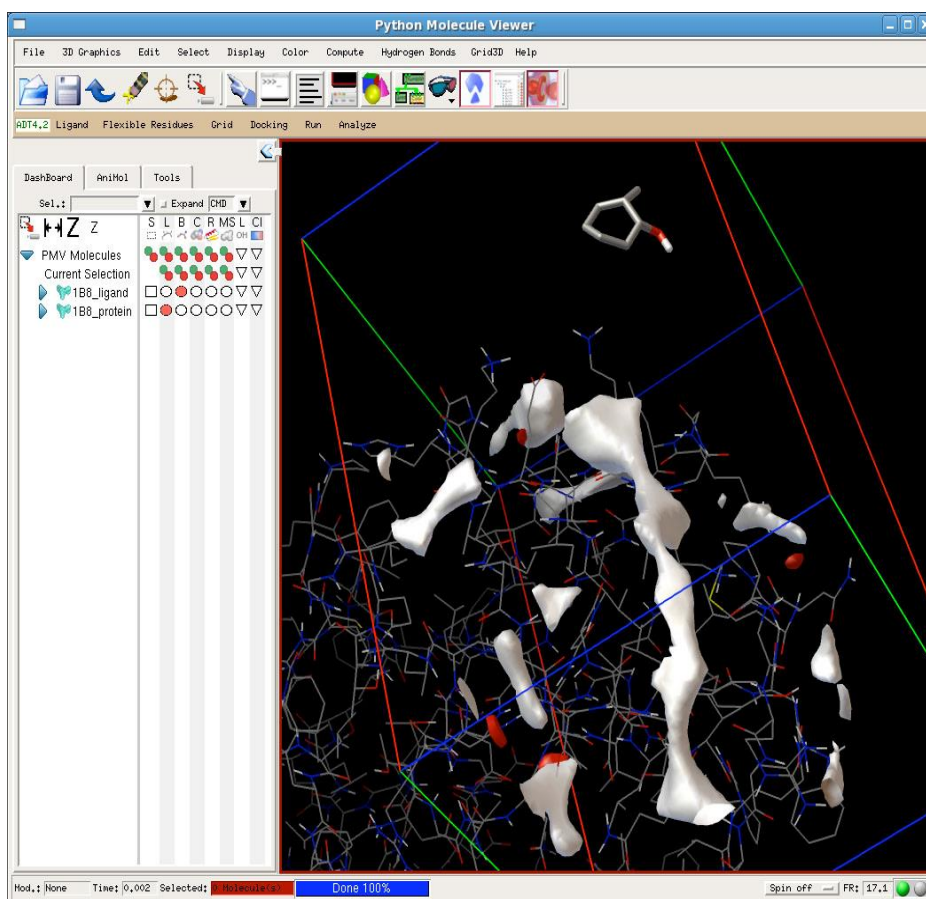 Python Molecule Viewer
File 3D Graphics Edit Select Display Color Compute Hydrogen Bonds Grid3D Help
ADT4.2 Ligand Flexible Residues Grid Docking Run Analyze
DashBoard AniMol Tools
Sel.: Expand CMD
Z Z S L B C R MS L Cl
PMV Molecules
Current Selection
1B8_ligand
1B8_protein
Mod.: None Time: 0.002 Selected: 0 Molecule(s) Done 100% Spin off FR: 17.1